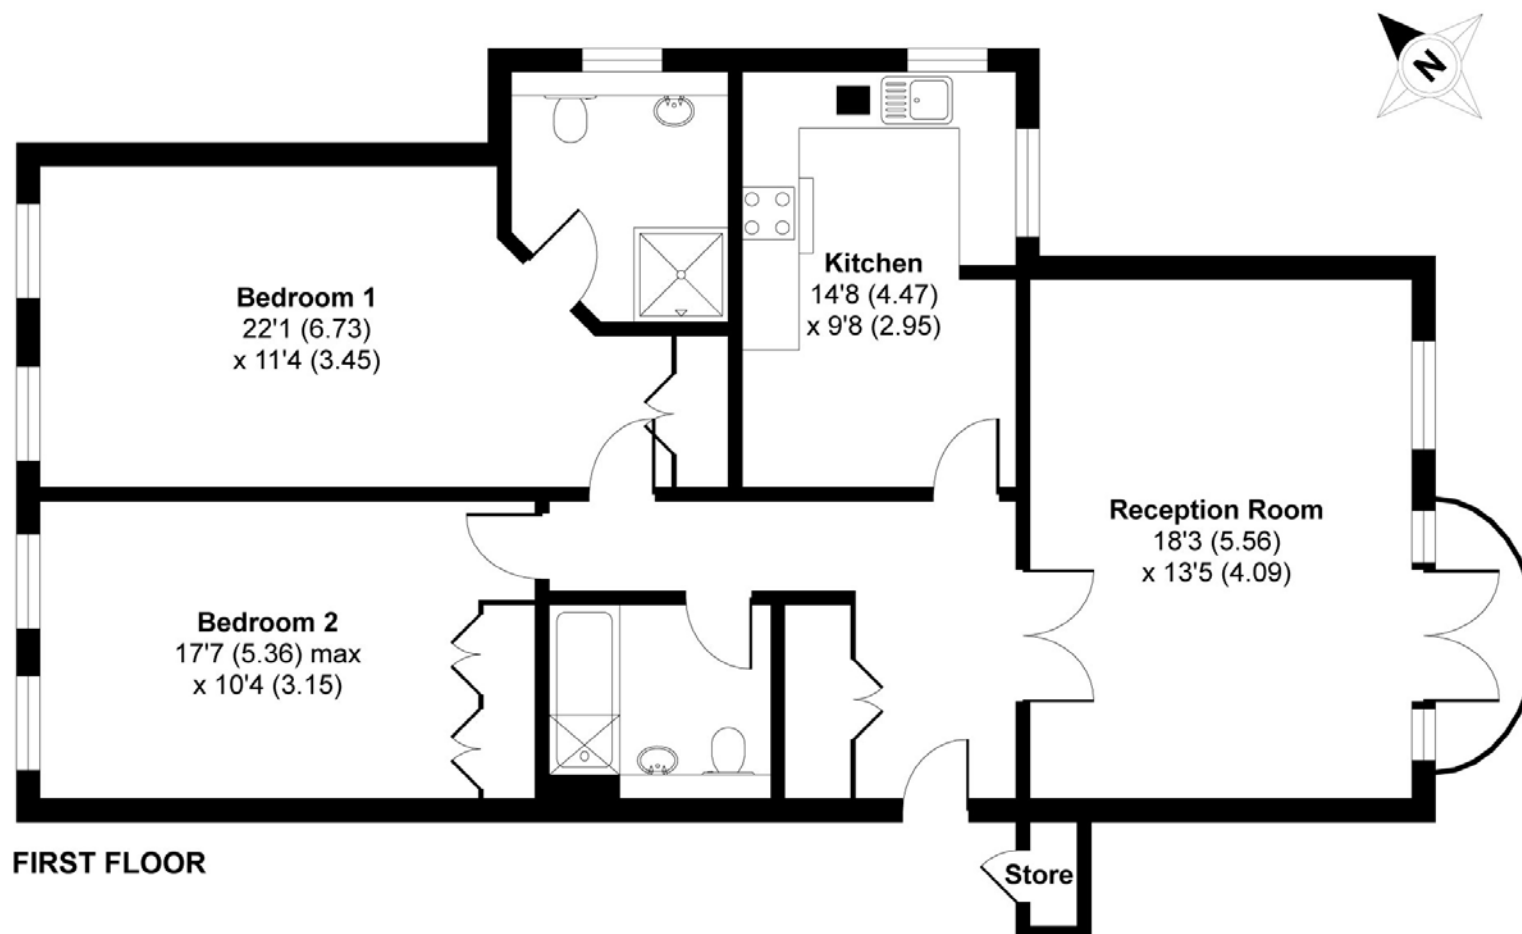 N
Bedroom 1
22'1 (6.73)
x 11'4 (3.45)
Kitchen
14'8 (4.47)
x 9'8 (2.95)
Reception Room
18'3 (5.56)
x 13'5 (4.09)
Bedroom 2
17'7 (5.36) max
x 10'4 (3.15)
FIRST FLOOR
Store